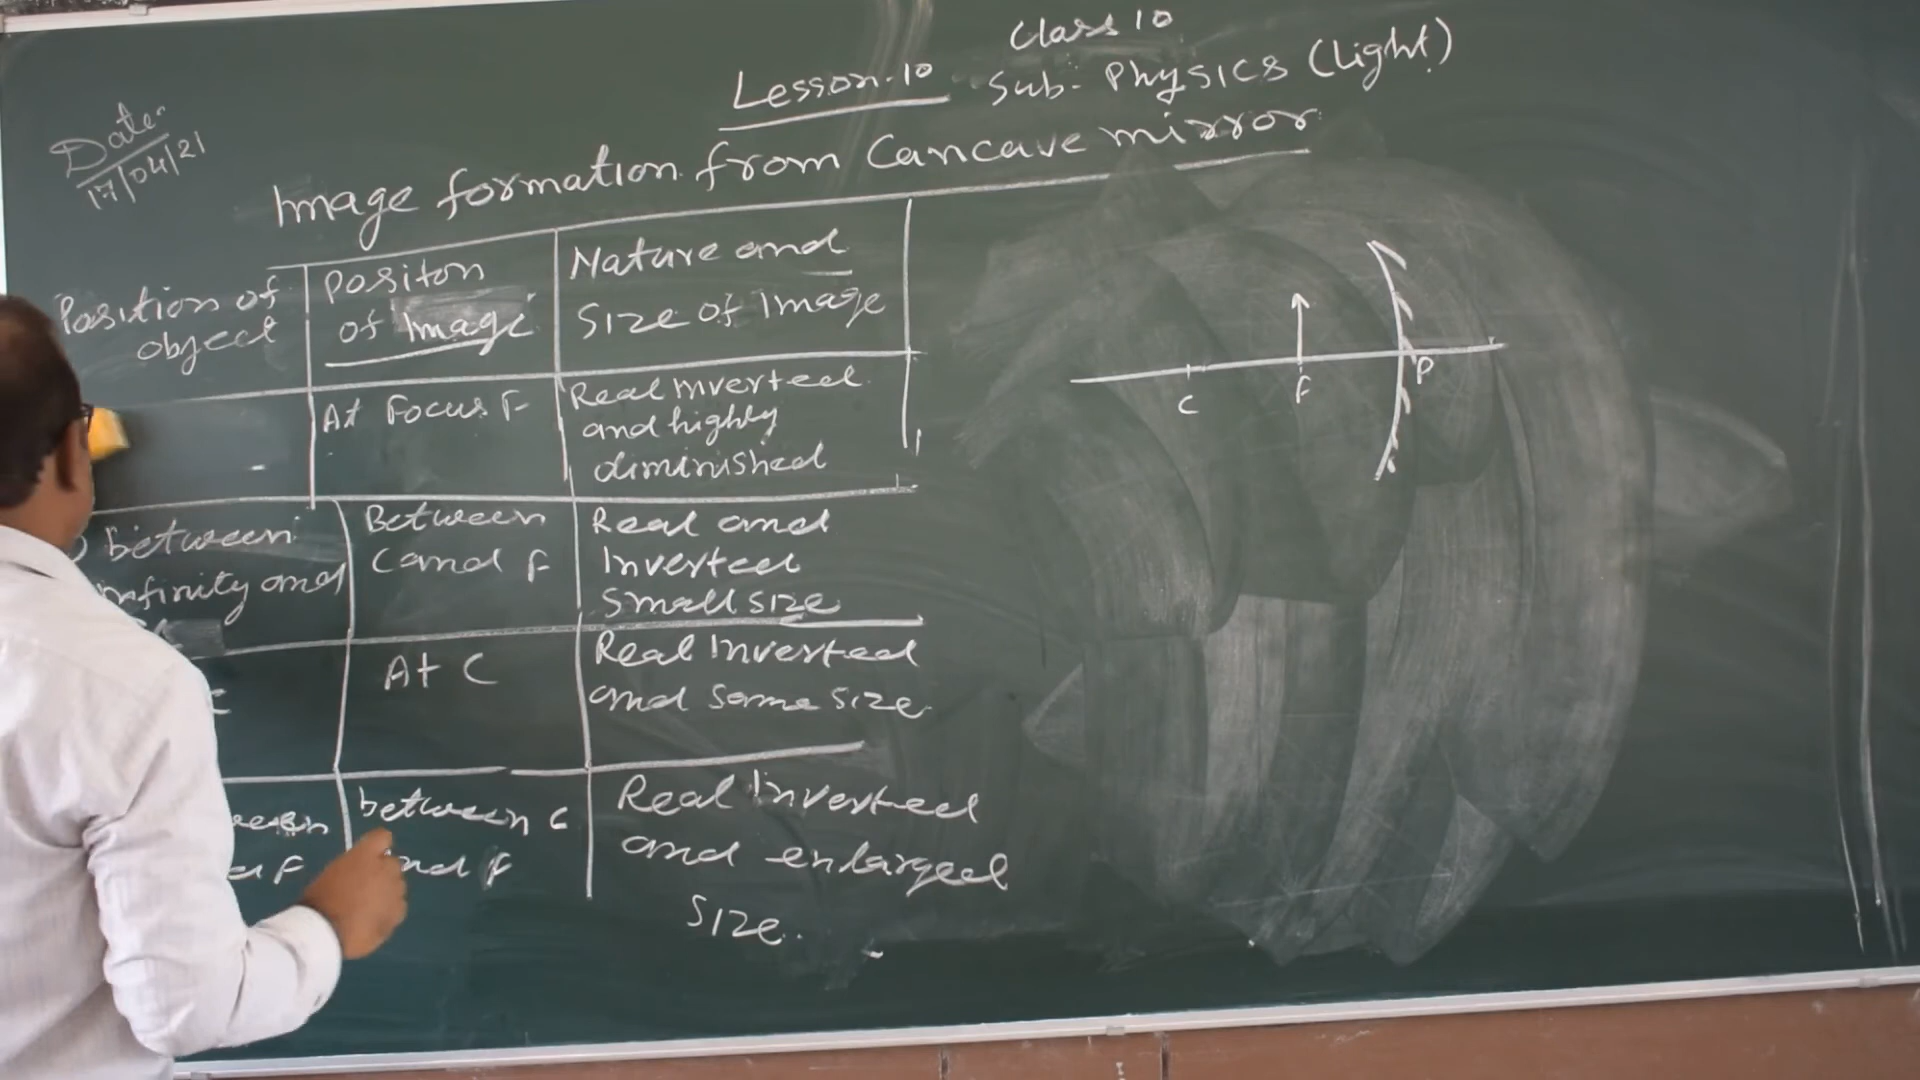 Class 10
Lesson-10 Sub- Physics (Light)
Date-
17/04/21
Image formation from Cancave mirror
Position of
object
Positon
of Image
Nature and
Size of Image
At Focus F
Real Inverted
and highly
diminished
between
infinity and
Between
C and F
Real and
Inverted
Small size
C
At C
Real Inverted
and same size
F
between C
and F
Real Inverted
and enlarged
size.
C
F
P